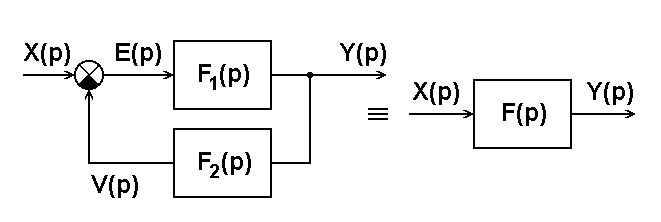 X(p) E(p) F₁(p) Y(p)
F₂(p)
V(p)
≡
X(p) F(p) Y(p)